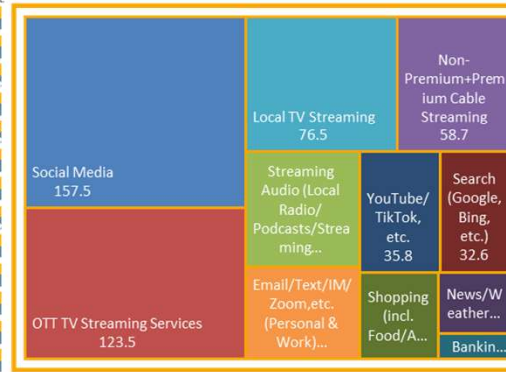 Social Media
157.5
OTT TV Streaming Services
123.5
Local TV Streaming
76.5
Non-
Premium+Prem
ium Cable
Streaming
58.7
Streaming
Audio (Local
Radio/
Podcasts/Strea
ming...
YouTube/
TikTok,
etc.
35.8
Search
(Google,
Bing,
etc.)
32.6
Email/Text/IM/
Zoom,etc.
(Personal &
Work)...
Shopping
(incl.
Food/A...
News/W
eather...
Bankin...